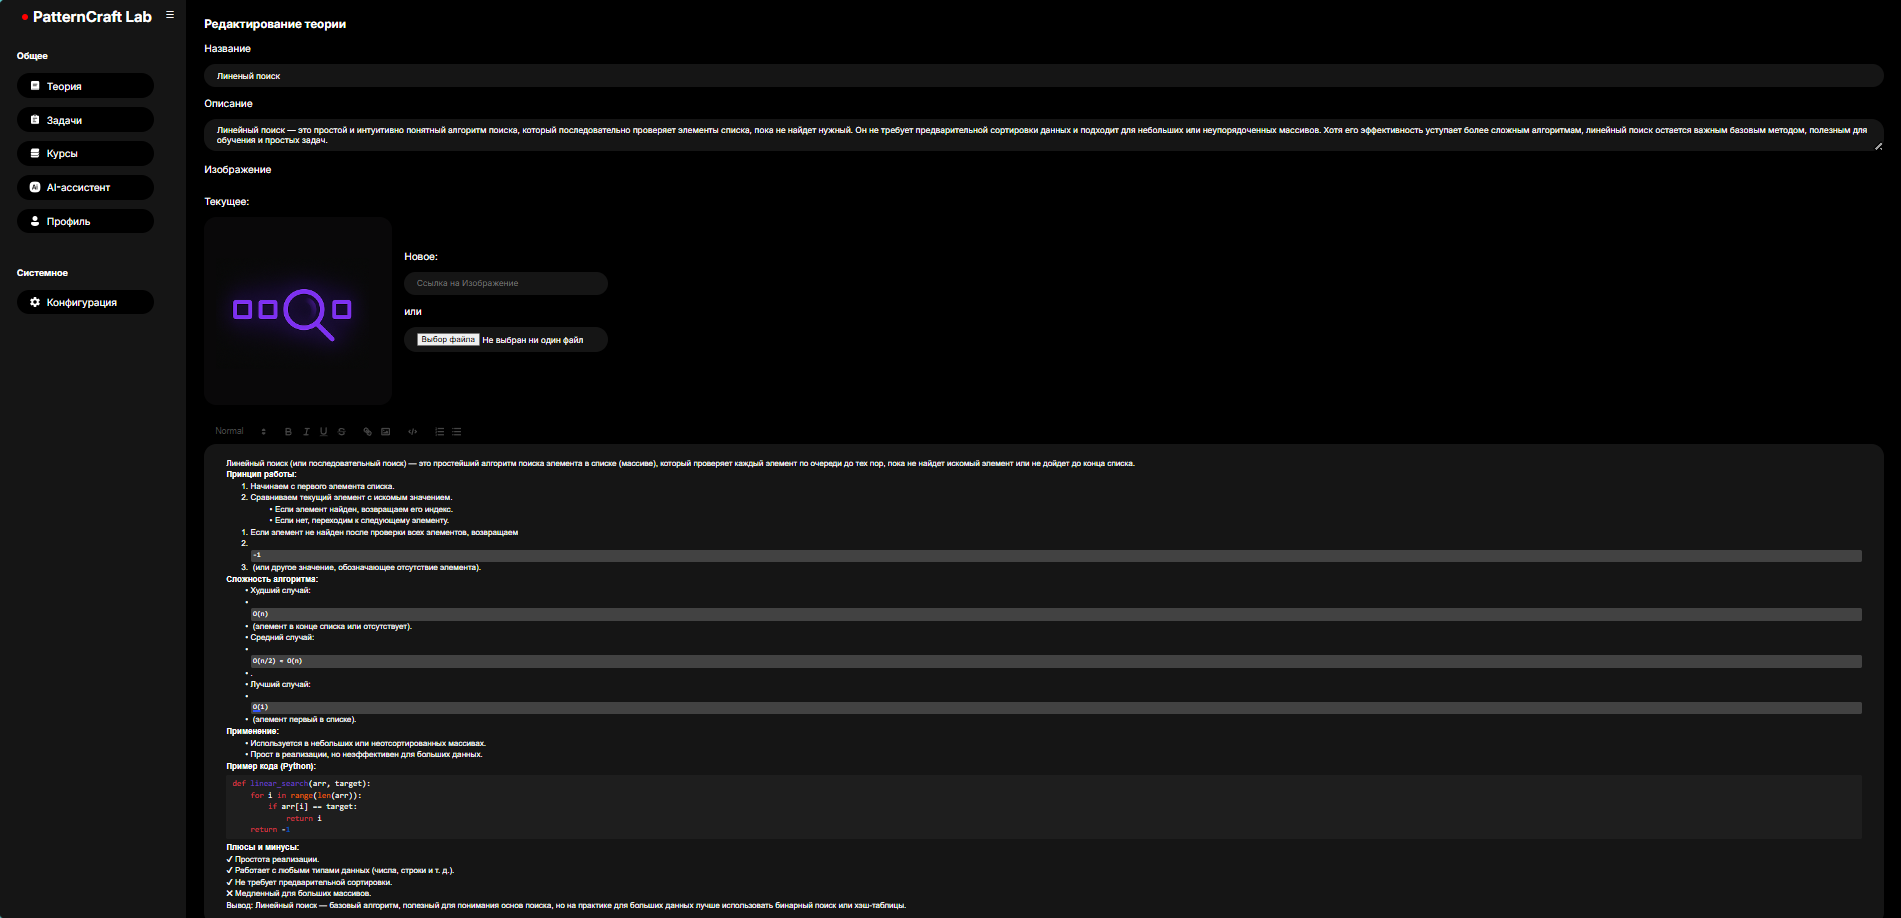 PatternCraft Lab
Общее
Теория
Задачи
Курсы
AI-ассистент
Профиль
Системное
Конфигурация
Редактирование теории
Название
Линеный поиск
Описание
Линейный поиск — это простой и интуитивно понятный алгоритм поиска, который последовательно проверяет элементы списка, пока не найдет нужный. Он не требует предварительной сортировки данных и подходит для небольших или неупорядоченных массивов. Хотя его эффективность уступает более сложным алгоритмам, линейный поиск остается важным базовым методом, полезным для
обучения и простых задач.
Изображение
Текущее:
Новое:
Ссылка на Изображение
или
Выбор файла Не выбран ни один файл
Normal
Линейный поиск (или последовательный поиск) — это простейший алгоритм поиска элемента в списке (массиве), который проверяет каждый элемент по очереди до тех пор, пока не найдет искомый элемент или не дойдет до конца списка.
Принцип работы:
1. Начинаем с первого элемента списка.
2. Сравниваем текущий элемент с искомым значением.
• Если элемент найден, возвращаем его индекс.
• Если нет, переходим к следующему элементу.
1. Если элемент не найден после проверки всех элементов, возвращаем
2.
-1
3. (или другое значение, обозначающее отсутствие элемента).
Сложность алгоритма:
• Худший случай:
•
O(n)
• (элемент в конце списка или отсутствует).
• Средний случай:
•
O(n/2) = O(n)
• .
• Лучший случай:
•
O(1)
• (элемент первый в списке).
Применение:
• Используется в небольших или неотсортированных массивах.
• Прост в реализации, но неэффективен для больших данных.
Пример кода (Python):
def linear_search(arr, target):
for i in range(len(arr)):
if arr[i] == target:
return i
return -1
Плюсы и минусы:
✔ Простота реализации.
✔ Работает с любыми типами данных (числа, строки и т. д.).
✔ Не требует предварительной сортировки.
❌ Медленный для больших массивов.
Вывод: Линейный поиск — базовый алгоритм, полезный для понимания основ поиска, но на практике для больших данных лучше использовать бинарный поиск или хэш-таблицы.